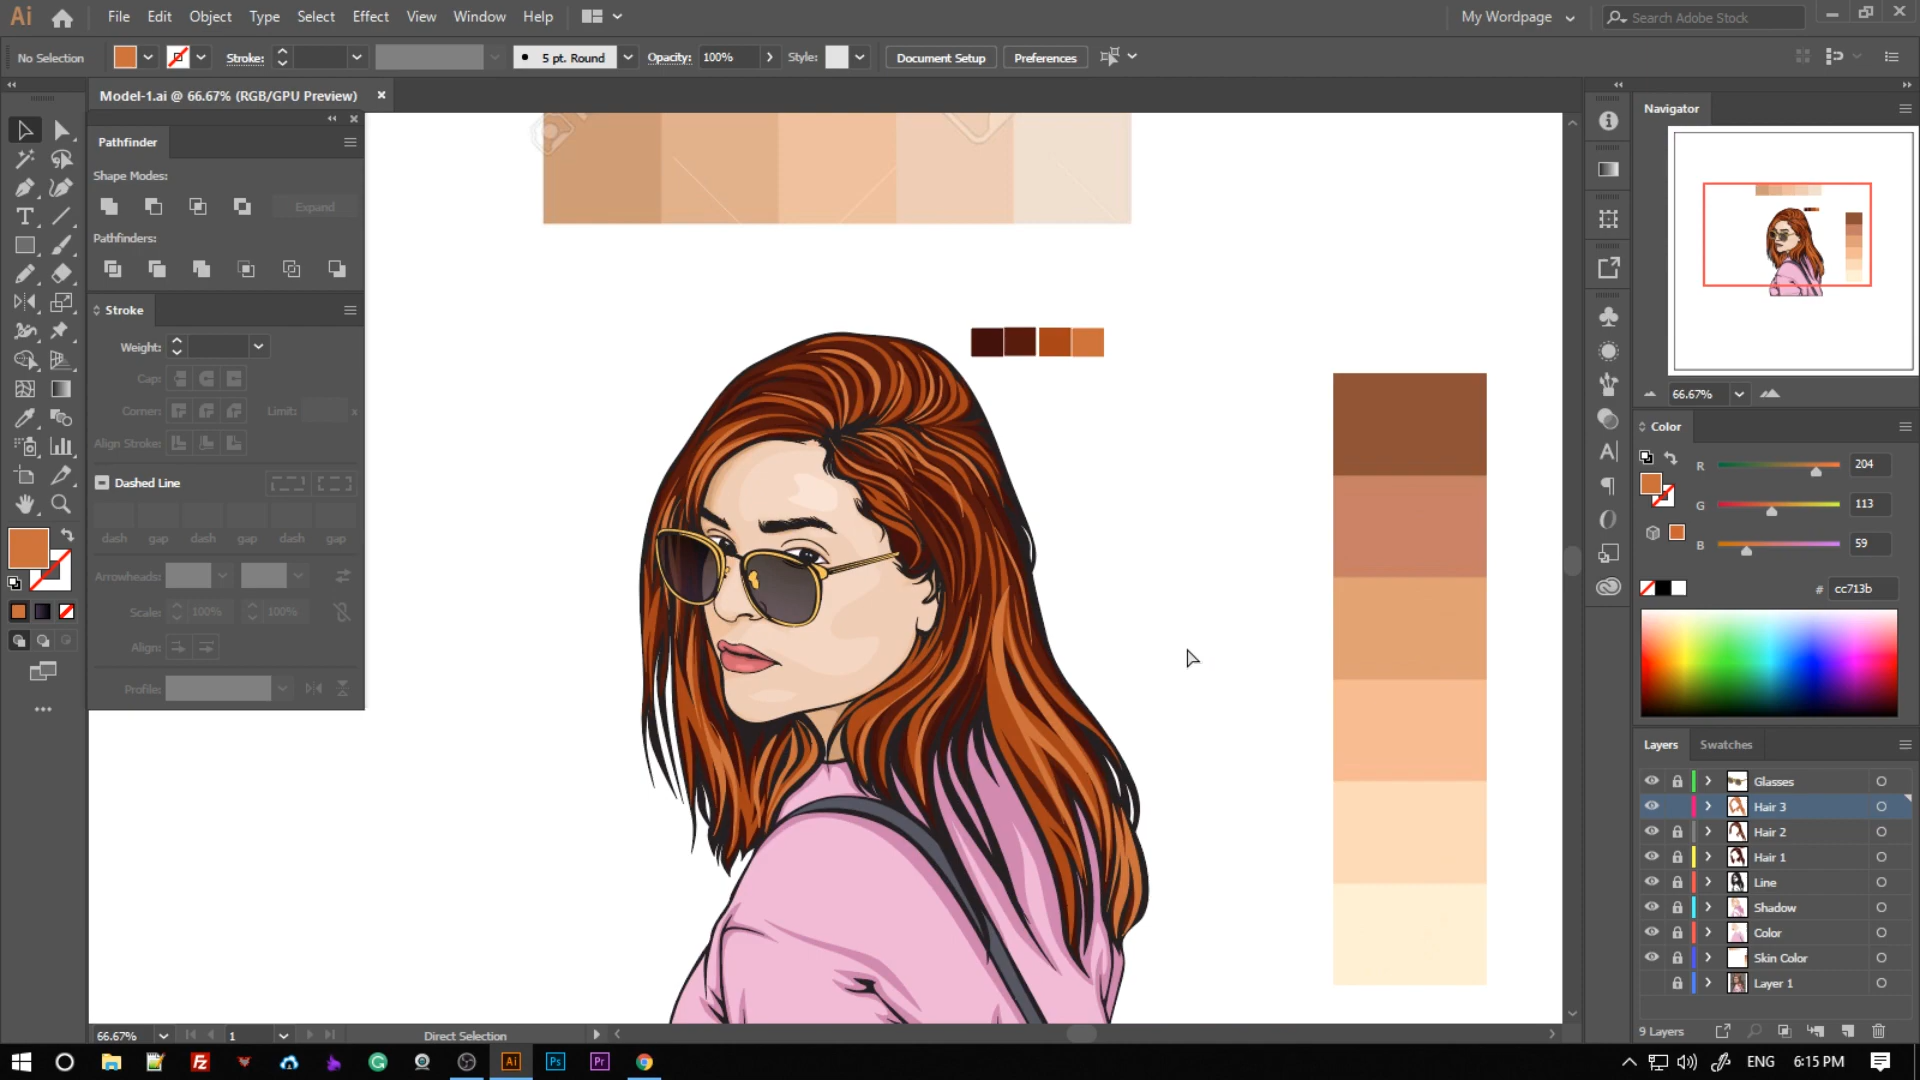 Ai File Edit Object Type Select Effect View Window Help My Wordpage Search Adobe Stock
No Selection Stroke: 5 pt. Round Opacity: 100% Style: Document Setup Preferences
Model-1.ai @ 66.67% (RGB/GPU Preview)
Pathfinder
Shape Modes:
Expand
Pathfinders:
Stroke
Weight:
Cap:
Corner: Limit: x
Align Stroke:
Dashed Line
dash gap dash gap dash gap
Arrowheads:
Scale: 100% 100%
Align:
Profile:
Navigator
66.67%
Color
R 204
G 113
B 59
# cc713b
Layers Swatches
Glasses
Hair 3
Hair 2
Hair 1
Line
Shadow
Color
Skin Color
Layer 1
9 Layers
66.67% 1 Direct Selection
Fz Ai Ps Pr ENG 6:15 PM